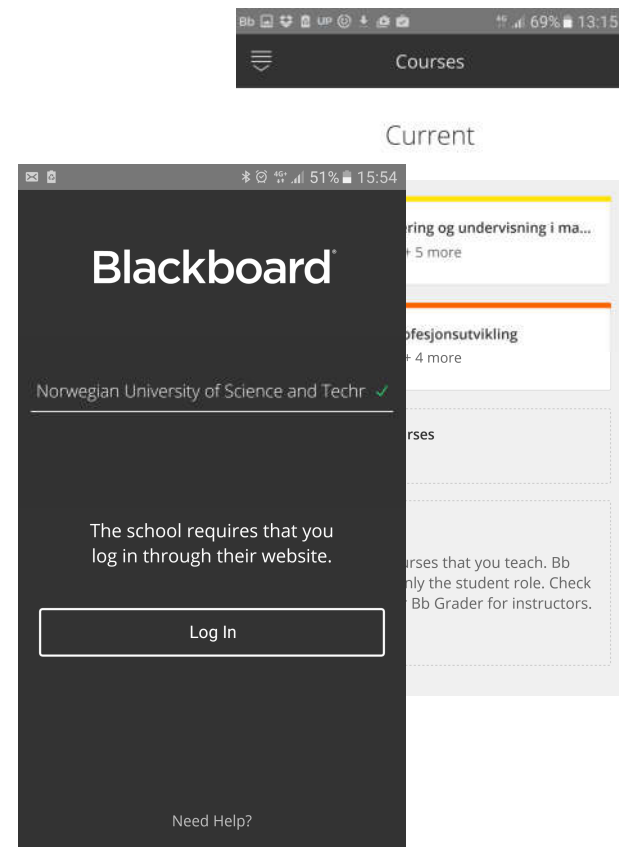 Bb UP 69% 13:15
Courses
Current
51% 15:54
ring og undervisning i ma...
+ 5 more
Blackboard
ofesjonsutvikling
+ 4 more
Norwegian University of Science and Techr
rses
The school requires that you
log in through their website.
urses that you teach. Bb
nly the student role. Check
Bb Grader for instructors.
Log In
Need Help?